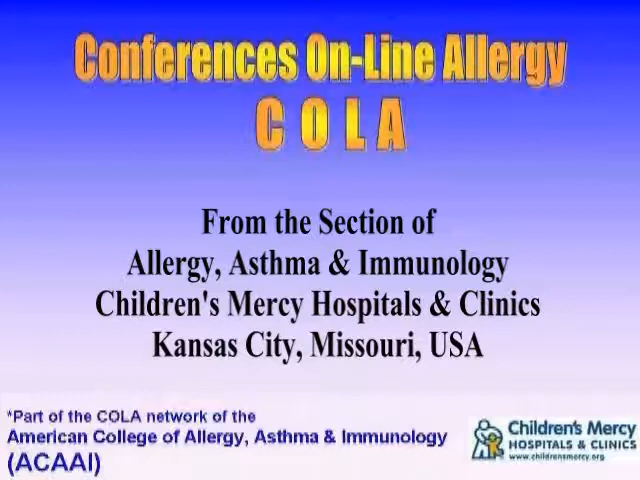 Conferences On-Line Allergy
C O L A
From the Section of
Allergy, Asthma & Immunology
Children's Mercy Hospitals & Clinics
Kansas City, Missouri, USA
*Part of the COLA network of the
American College of Allergy, Asthma & Immunology
(ACAAI)
Children's Mercy
HOSPITALS & CLINICS
www.childrensmercy.org